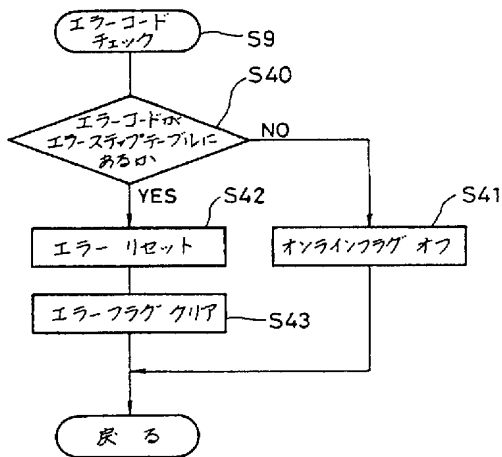 エラーコード
チェック
S9
S40
エラーコードが
エラーステップテーブルに
あるか
NO
YES
S42
S41
エラー リセット
オンラインフラグ オフ
エラーフラグ クリア
S43
戻 る